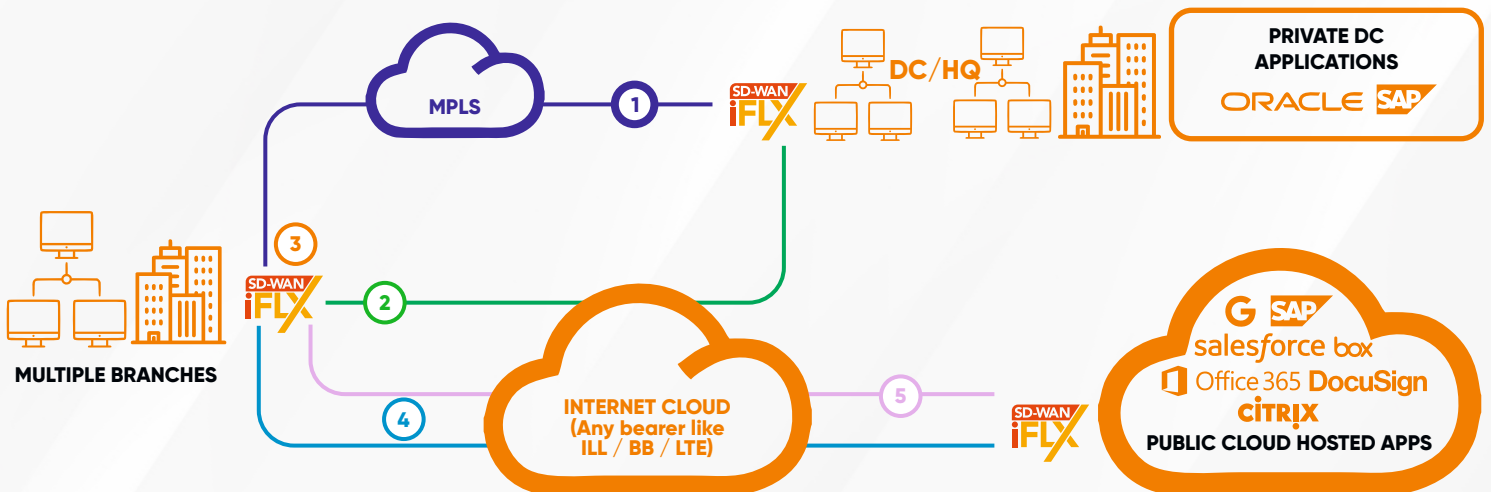 MPLS
1
SD-WAN
iFLX
DC/HQ
PRIVATE DC
APPLICATIONS
ORACLE SAP
3
SD-WAN
iFLX
2
MULTIPLE BRANCHES
4
INTERNET CLOUD
(Any bearer like
ILL / BB / LTE)
5
SD-WAN
iFLX
G SAP
salesforce box
Office 365 DocuSign
CiTRIX
PUBLIC CLOUD HOSTED APPS